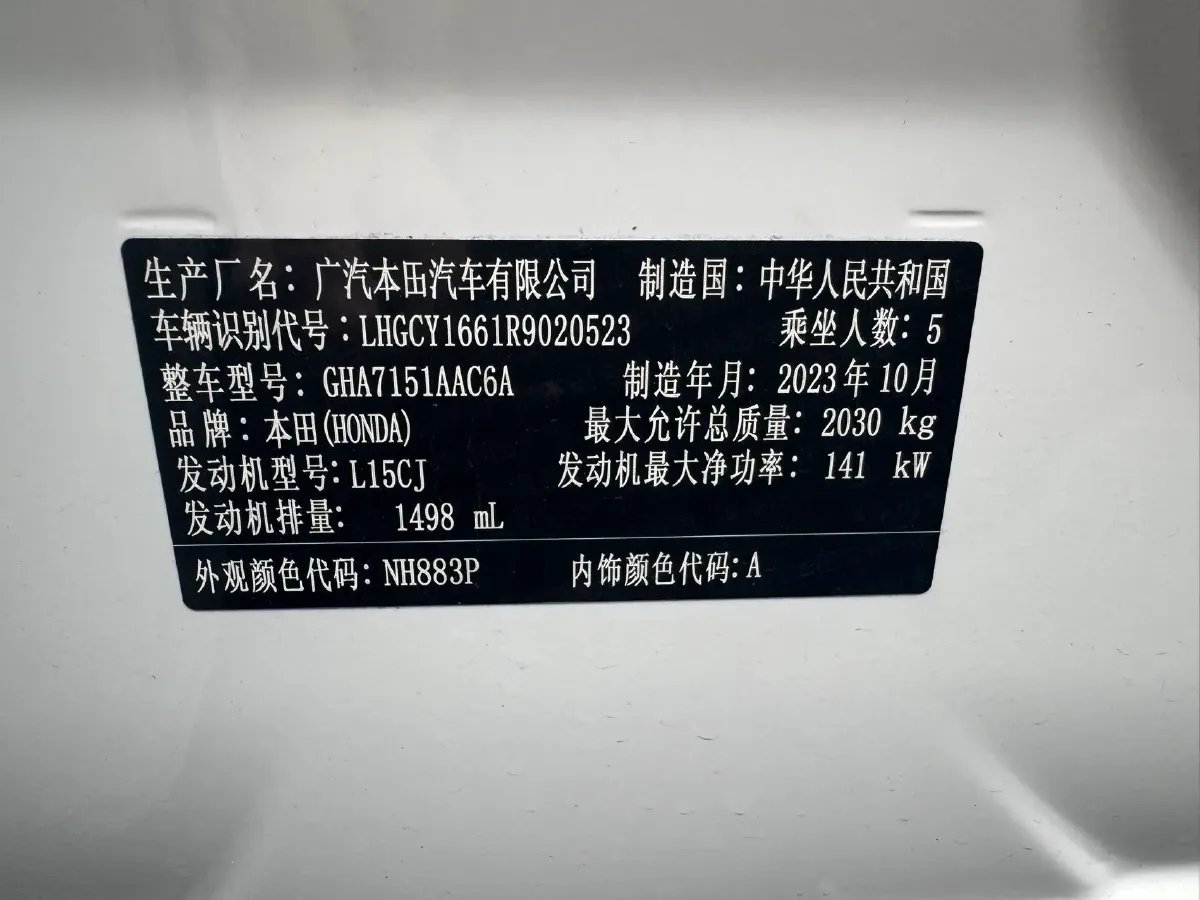 生产厂名：广汽本田汽车有限公司 制造国：中华人民共和国
车辆识别代号：LHGCY1661R9020523 乘坐人数：5
整车型号：GHA7151AAC6A 制造年月：2023年10月
品牌：本田(HONDA) 最大允许总质量：2030 kg
发动机型号：L15CJ 发动机最大净功率：141 kW
发动机排量： 1498 mL
外观颜色代码：NH883P 内饰颜色代码：A